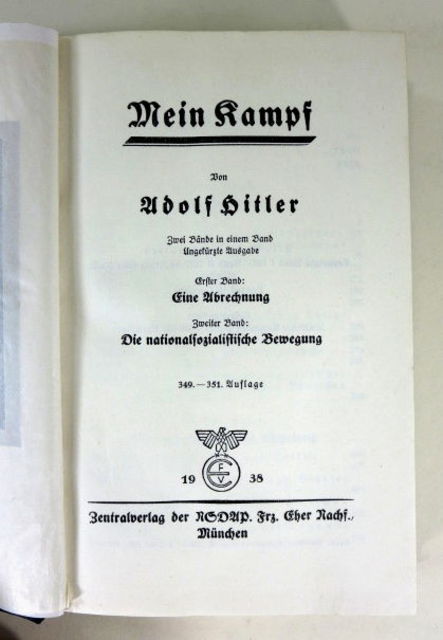 Mein Kampf
Von
Adolf Hitler
Zwei Bände in einem Band
Ungekürzte Ausgabe
Erster Band:
Eine Abrechnung
Zweiter Band:
Die nationalsozialistische Bewegung
349.—351. Auflage
F
E
V
19 38
Zentralverlag der NSDAP. Frz. Eher Nachf.,
München